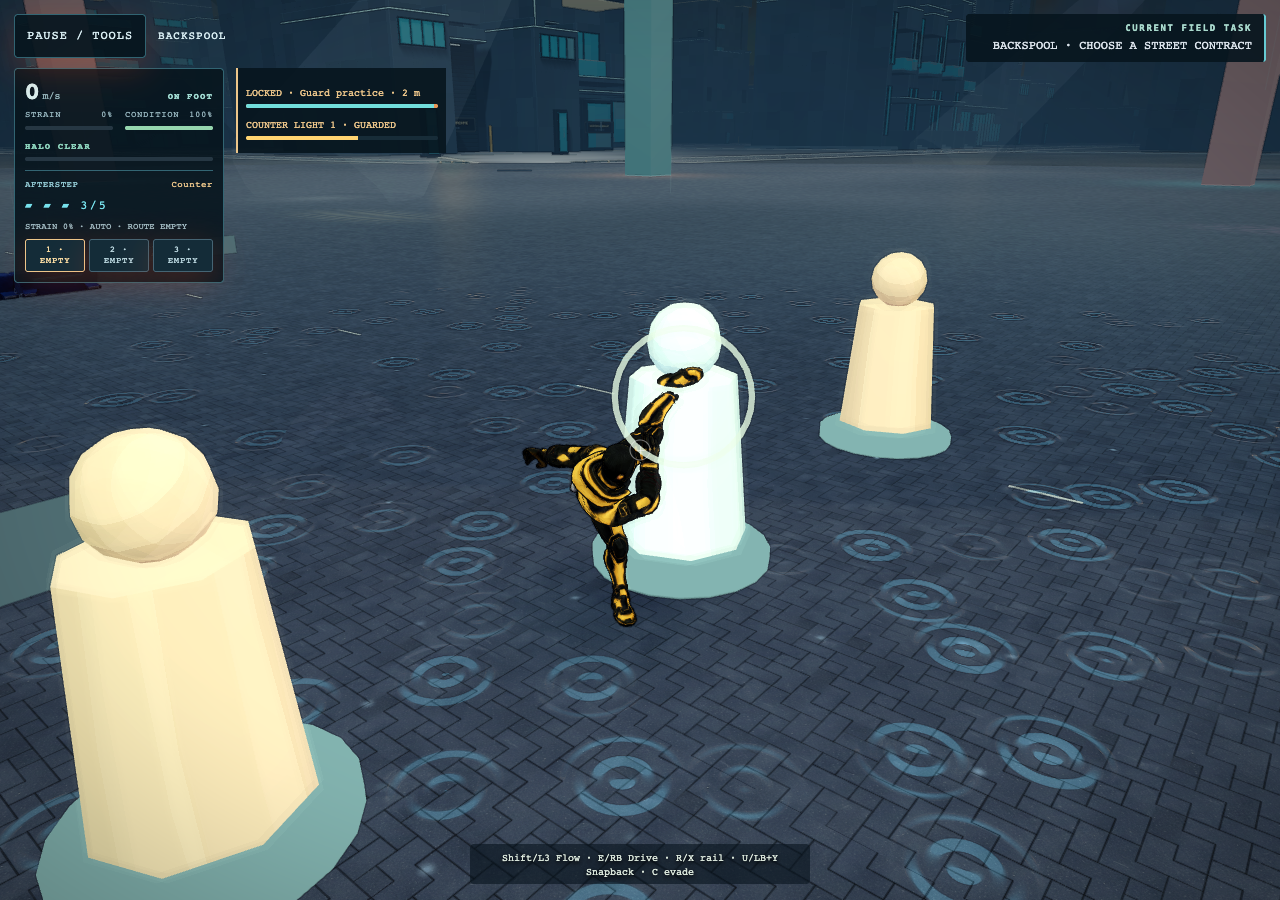 PAUSE / TOOLS
BACKSPOOL
CURRENT FIELD TASK
BACKSPOOL · CHOOSE A STREET CONTRACT
0 m/s
ON FOOT
STRAIN 0%
CONDITION 100%
HALO CLEAR
AFTERSTEP
Counter
3/5
STRAIN 0% · AUTO · ROUTE EMPTY
1 ·
EMPTY
2 ·
EMPTY
3 ·
EMPTY
LOCKED · Guard practice · 2 m
COUNTER LIGHT 1 · GUARDED
Shift/L3 Flow · E/RB Drive · R/X rail · U/LB+Y
Snapback · C evade